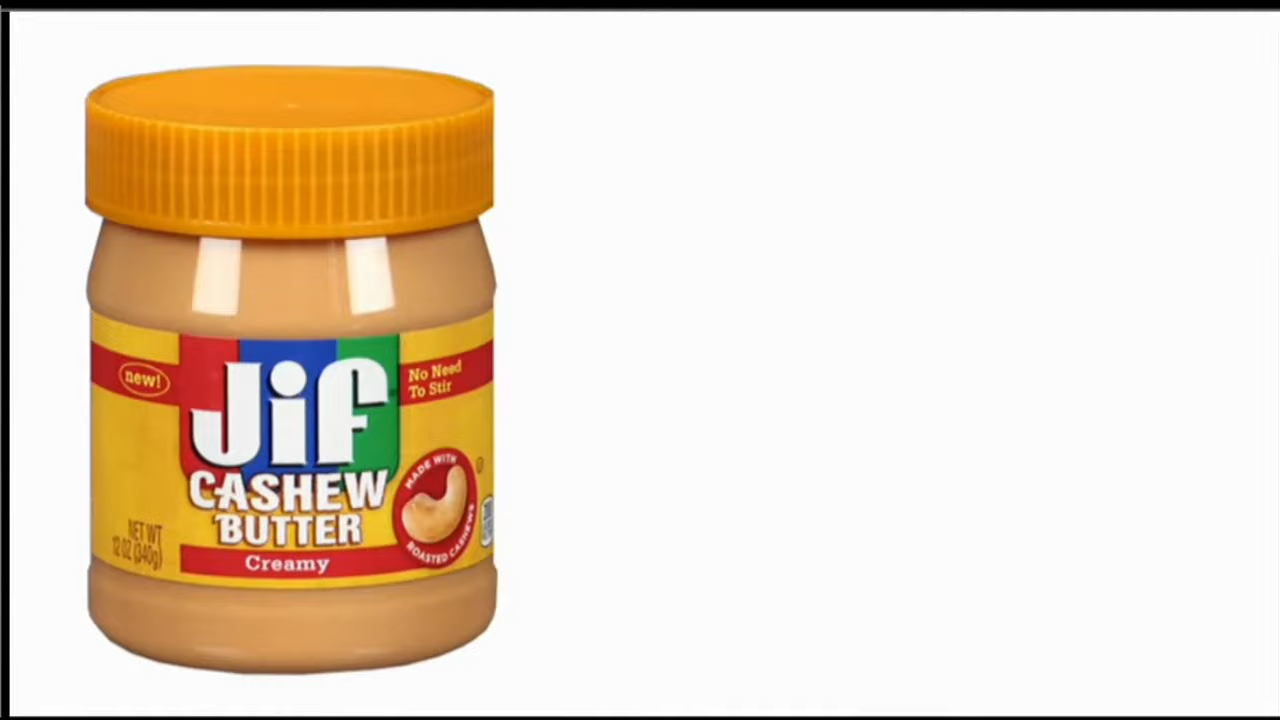 new!
Jif
No Need
To Stir
CASHEW
BUTTER
MADE WITH
ROASTED CASHEWS
NET WT
12 OZ (340g)
Creamy